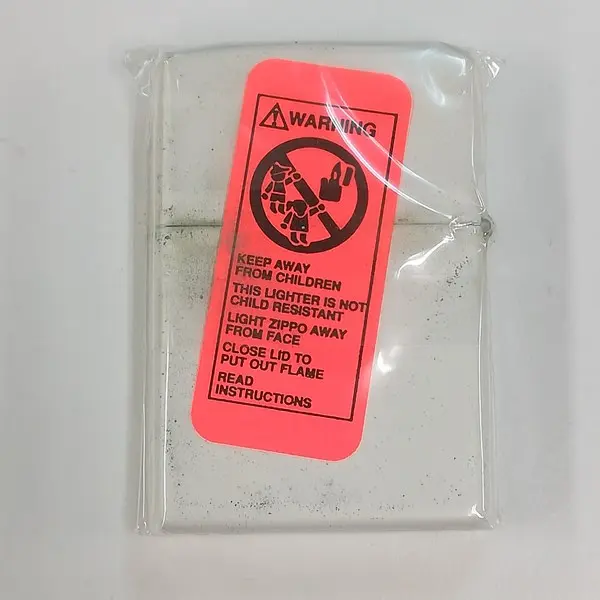 WARNING
KEEP AWAY
FROM CHILDREN
THIS LIGHTER IS NOT
CHILD RESISTANT
LIGHT ZIPPO AWAY
FROM FACE
CLOSE LID TO
PUT OUT FLAME
READ
INSTRUCTIONS